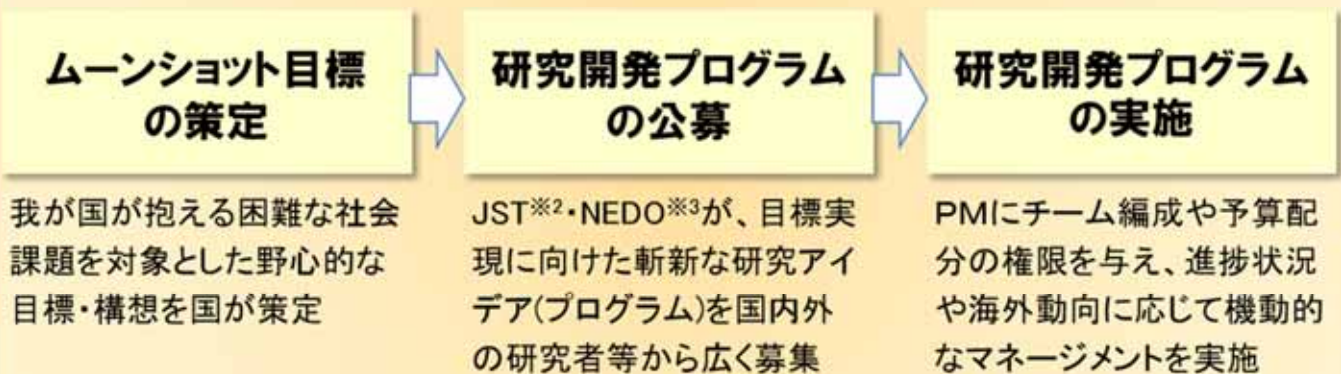 ムーンショット目標
の策定
研究開発プログラム
の公募
研究開発プログラム
の実施
我が国が抱える困難な社会
課題を対象とした野心的な
目標・構想を国が策定
JST※2・NEDO※3が、目標実
現に向けた斬新な研究アイ
デア(プログラム)を国内外
の研究者等から広く募集
PMにチーム編成や予算配
分の権限を与え、進捗状況
や海外動向に応じて機動的
なマネージメントを実施